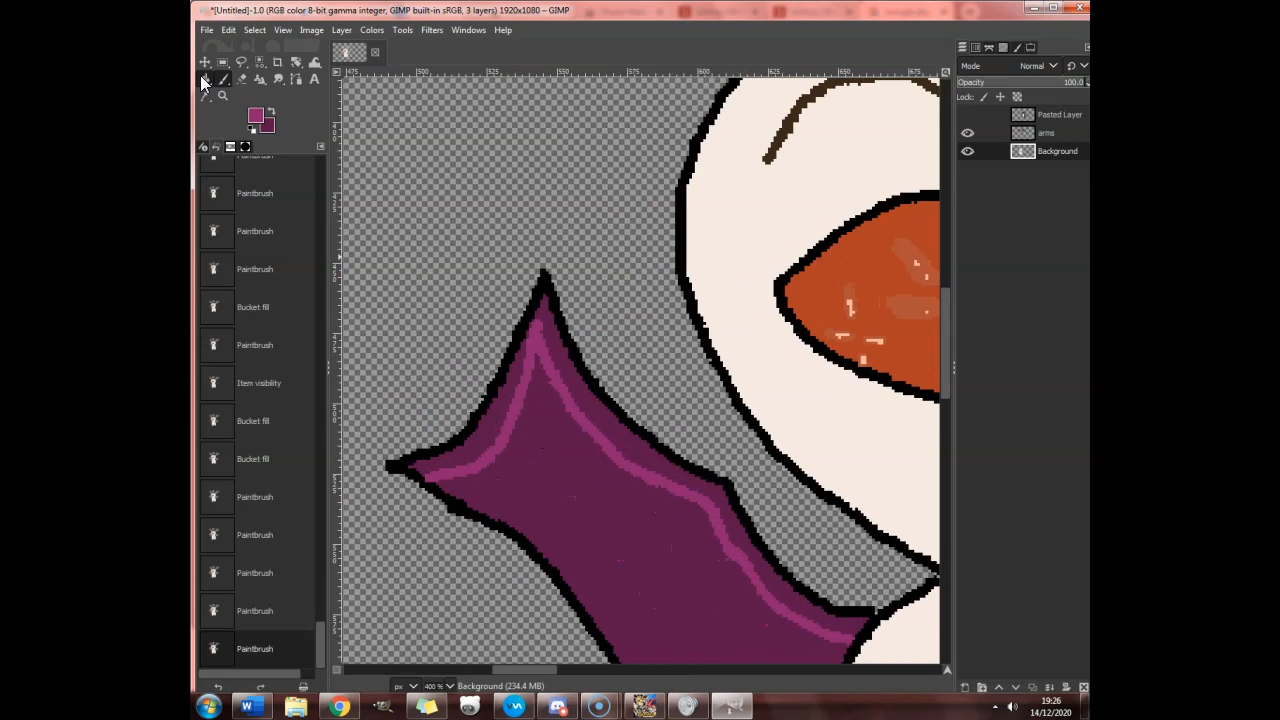 *[Untitled]-1.0 (RGB color 8-bit gamma integer, GIMP built-in sRGB, 3 layers) 1920x1080 – GIMP
File Edit Select View Image Layer Colors Tools Filters Windows Help
Mode Normal
Opacity 100.0
Lock:
Pasted Layer
arms
Background
Paintbrush
Paintbrush
Paintbrush
Paintbrush
Bucket fill
Paintbrush
Item visibility
Bucket fill
Bucket fill
Paintbrush
Paintbrush
Paintbrush
Paintbrush
Paintbrush
px 400 % Background (234.4 MB)
19:26
14/12/2020